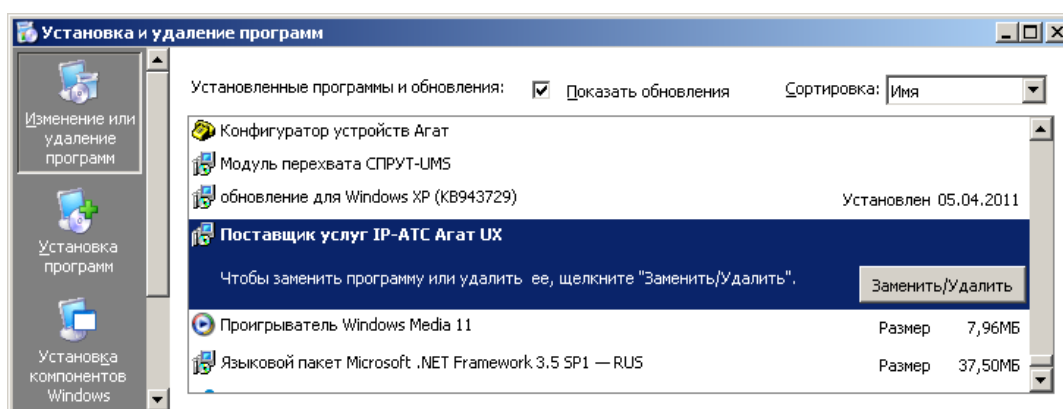 Установка и удаление программ
Изменение или
удаление
программ
Установка
программ
Установка
компонентов
Windows
Установленные программы и обновления:
Показать обновления
Сортировка: Имя
Конфигуратор устройств Агат
Модуль перехвата СПРУТ-UMS
обновление для Windows XP (KB943729) Установлен 05.04.2011
Поставщик услуг IP-АТС Агат UX
Чтобы заменить программу или удалить ее, щелкните "Заменить/Удалить".
Заменить/Удалить
Проигрыватель Windows Media 11 Размер 7,96МБ
Языковой пакет Microsoft .NET Framework 3.5 SP1 — RUS Размер 37,50МБ